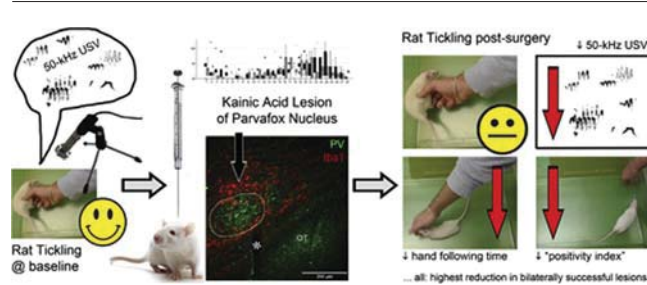 50-kHz USV
Rat Tickling
@ baseline
Kainic Acid Lesion
of Parvafox Nucleus
PV
Iba1
*
ot
Rat Tickling post-surgery
↓ 50-kHz USV
↓ hand following time
↓ "positivity index"
... all: highest reduction in bilaterally successful lesions